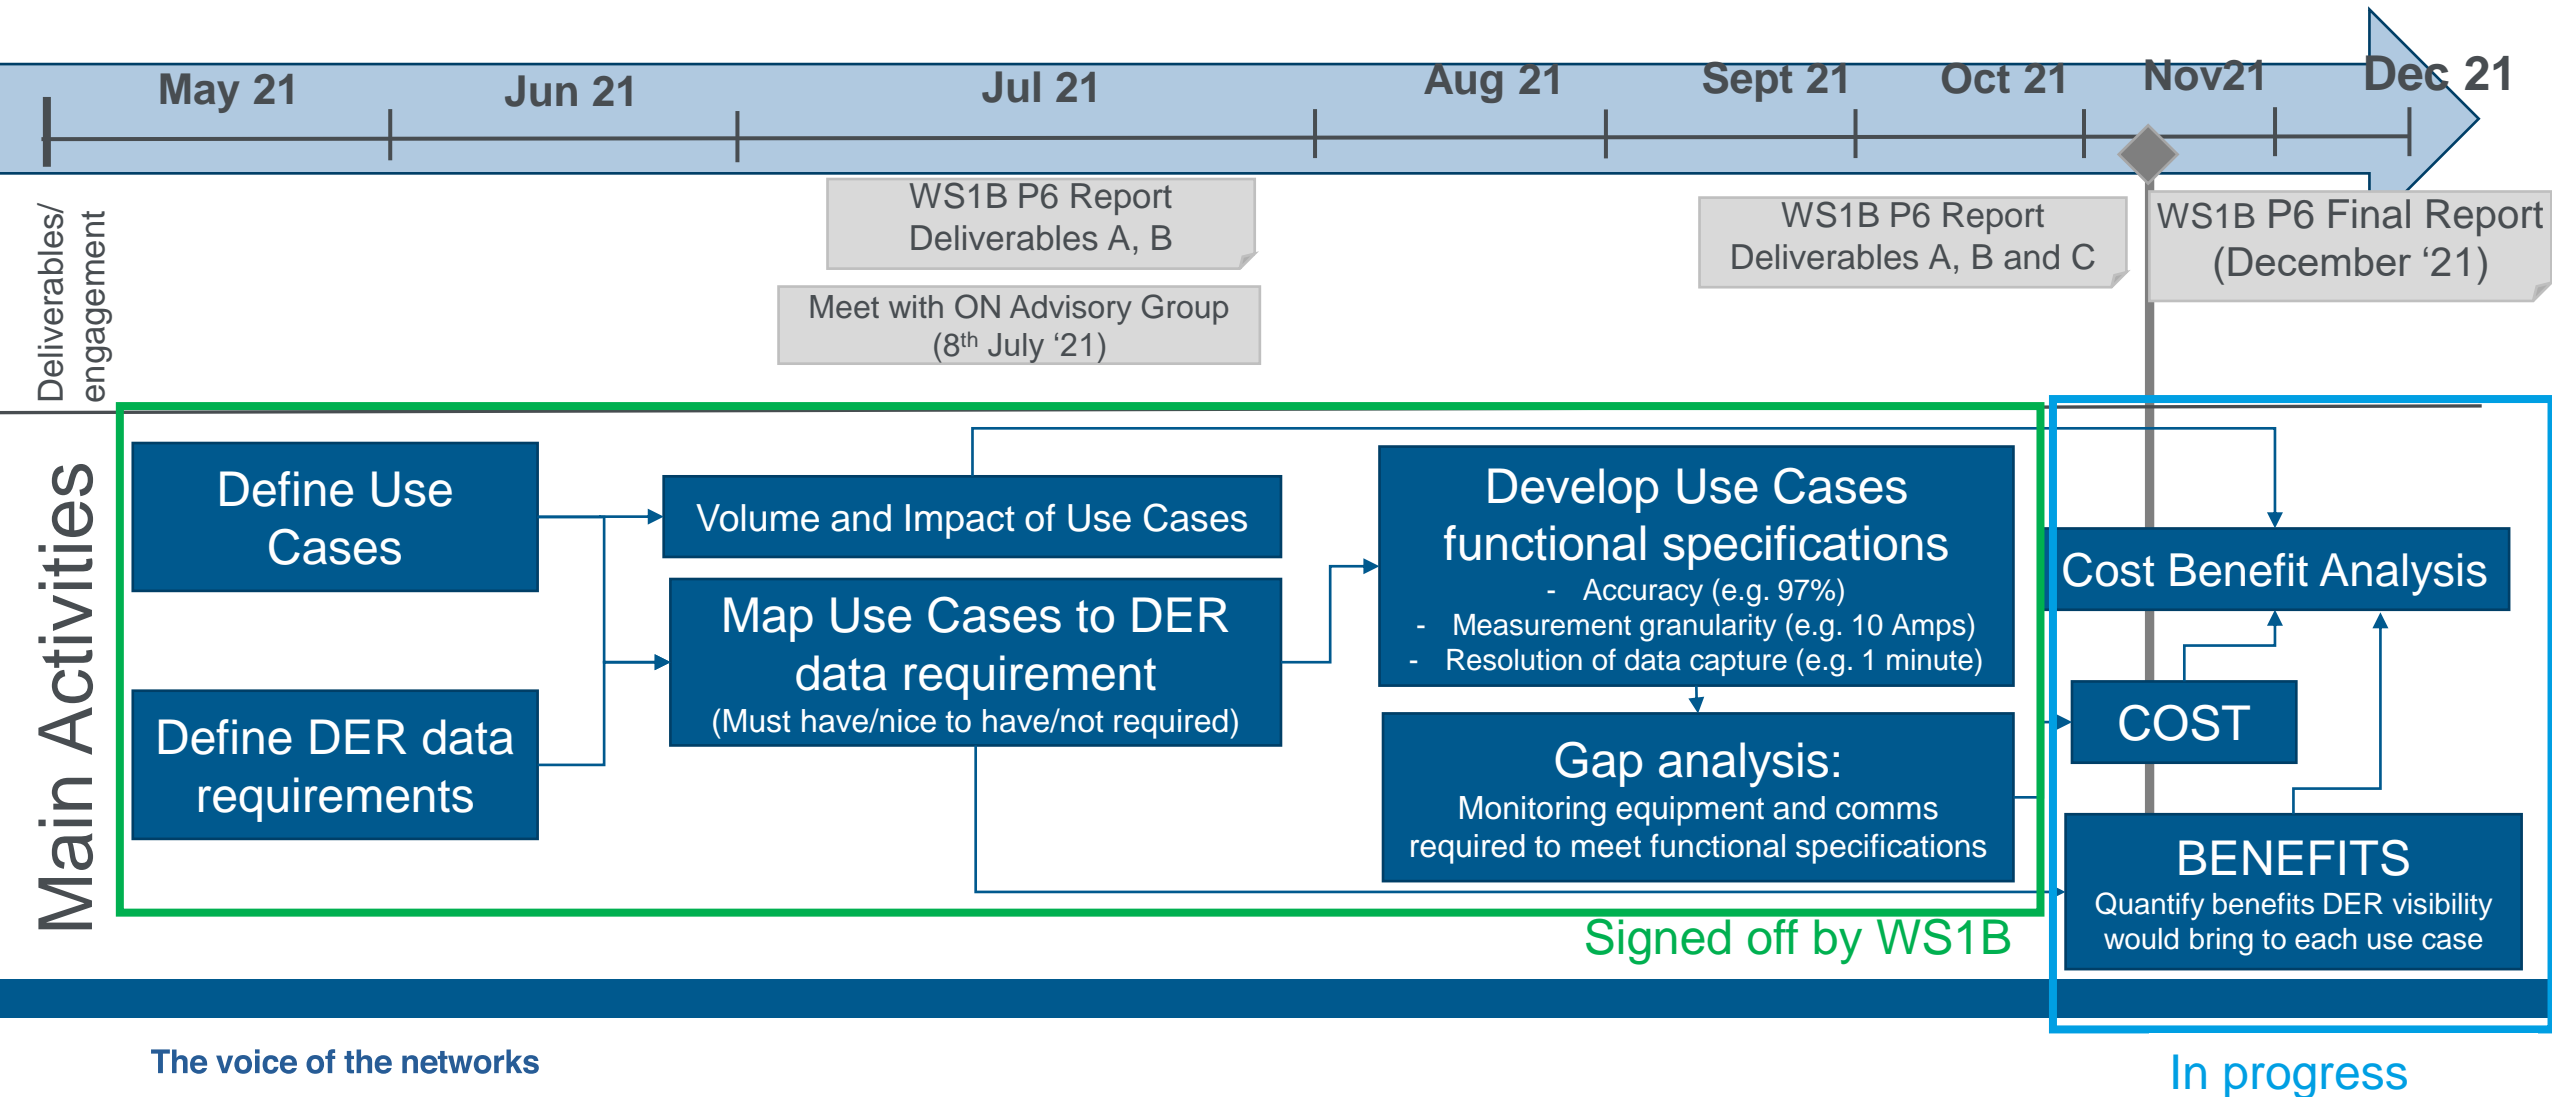 May 21
Jun 21
Jul 21
Aug 21
Sept 21
Oct 21
Nov21
Dec 21
Deliverables/
engagement
WS1B P6 Report
Deliverables A, B
Meet with ON Advisory Group
(8th July ‘21)
WS1B P6 Report
Deliverables A, B and C
WS1B P6 Final Report
(December ‘21)
Main Activities
Define Use
Cases
Define DER data
requirements
Volume and Impact of Use Cases
Map Use Cases to DER
data requirement
(Must have/nice to have/not required)
Develop Use Cases
functional specifications
- Accuracy (e.g. 97%)
- Measurement granularity (e.g. 10 Amps)
- Resolution of data capture (e.g. 1 minute)
Gap analysis:
Monitoring equipment and comms
required to meet functional specifications
Cost Benefit Analysis
COST
BENEFITS
Quantify benefits DER visibility
would bring to each use case
Signed off by WS1B
The voice of the networks
In progress